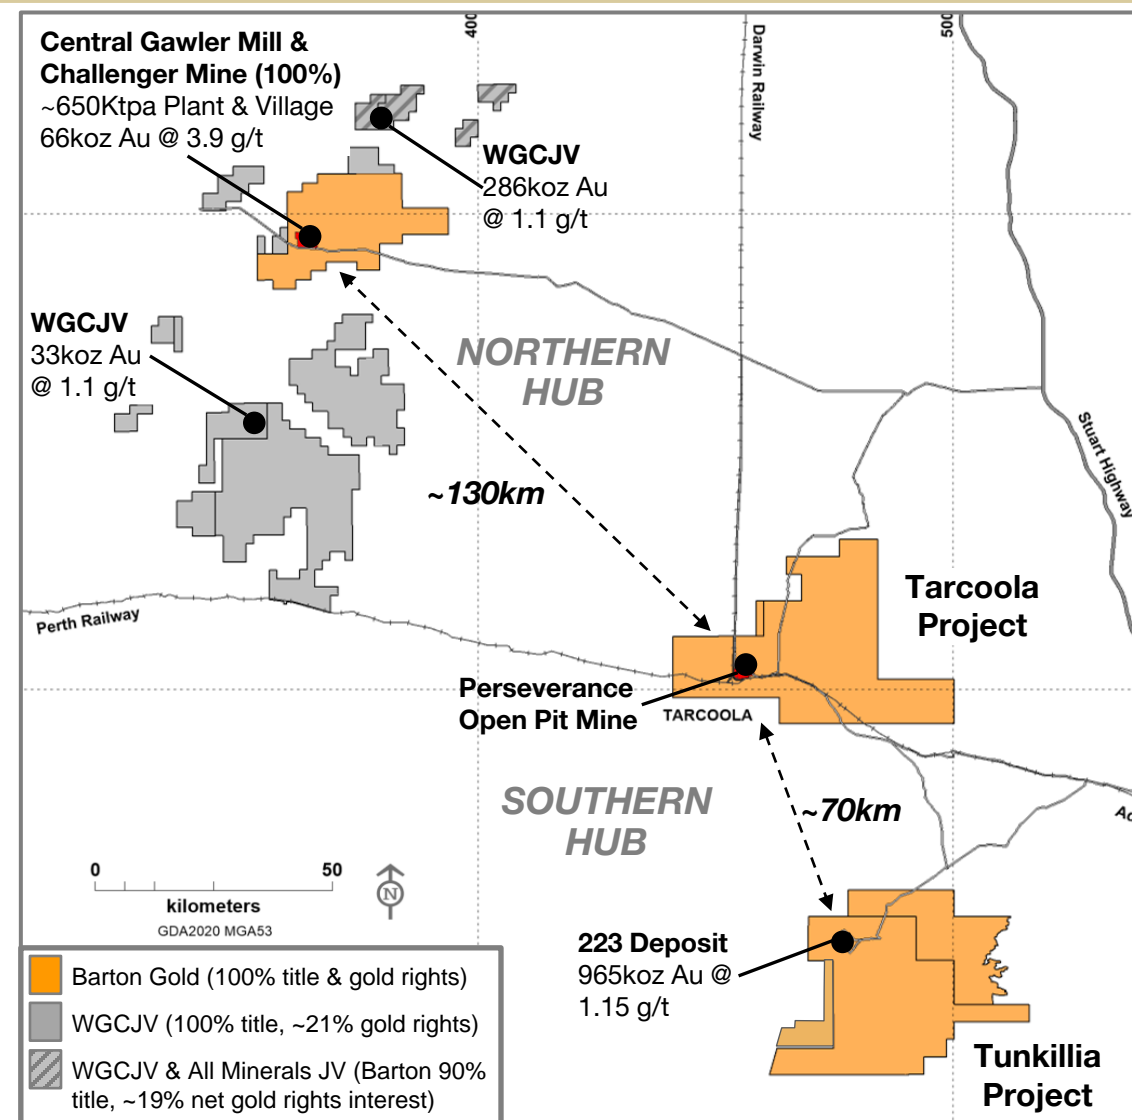 400
500
Central Gawler Mill &
Challenger Mine (100%)
~650Ktpa Plant & Village
66koz Au @ 3.9 g/t
Darwin Railway
WGCJV
286koz Au
@ 1.1 g/t
WGCJV
33koz Au
@ 1.1 g/t
NORTHERN
HUB
Stuart Highway
~130km
Tarcoola
Project
Perth Railway
Perseverance
Open Pit Mine
TARCOOLA
SOUTHERN
HUB
~70km
0 50
kilometers
GDA2020 MGA53
N
223 Deposit
965koz Au @
1.15 g/t
Tunkillia
Project
Barton Gold (100% title & gold rights)
WGCJV (100% title, ~21% gold rights)
WGCJV & All Minerals JV (Barton 90%
title, ~19% net gold rights interest)